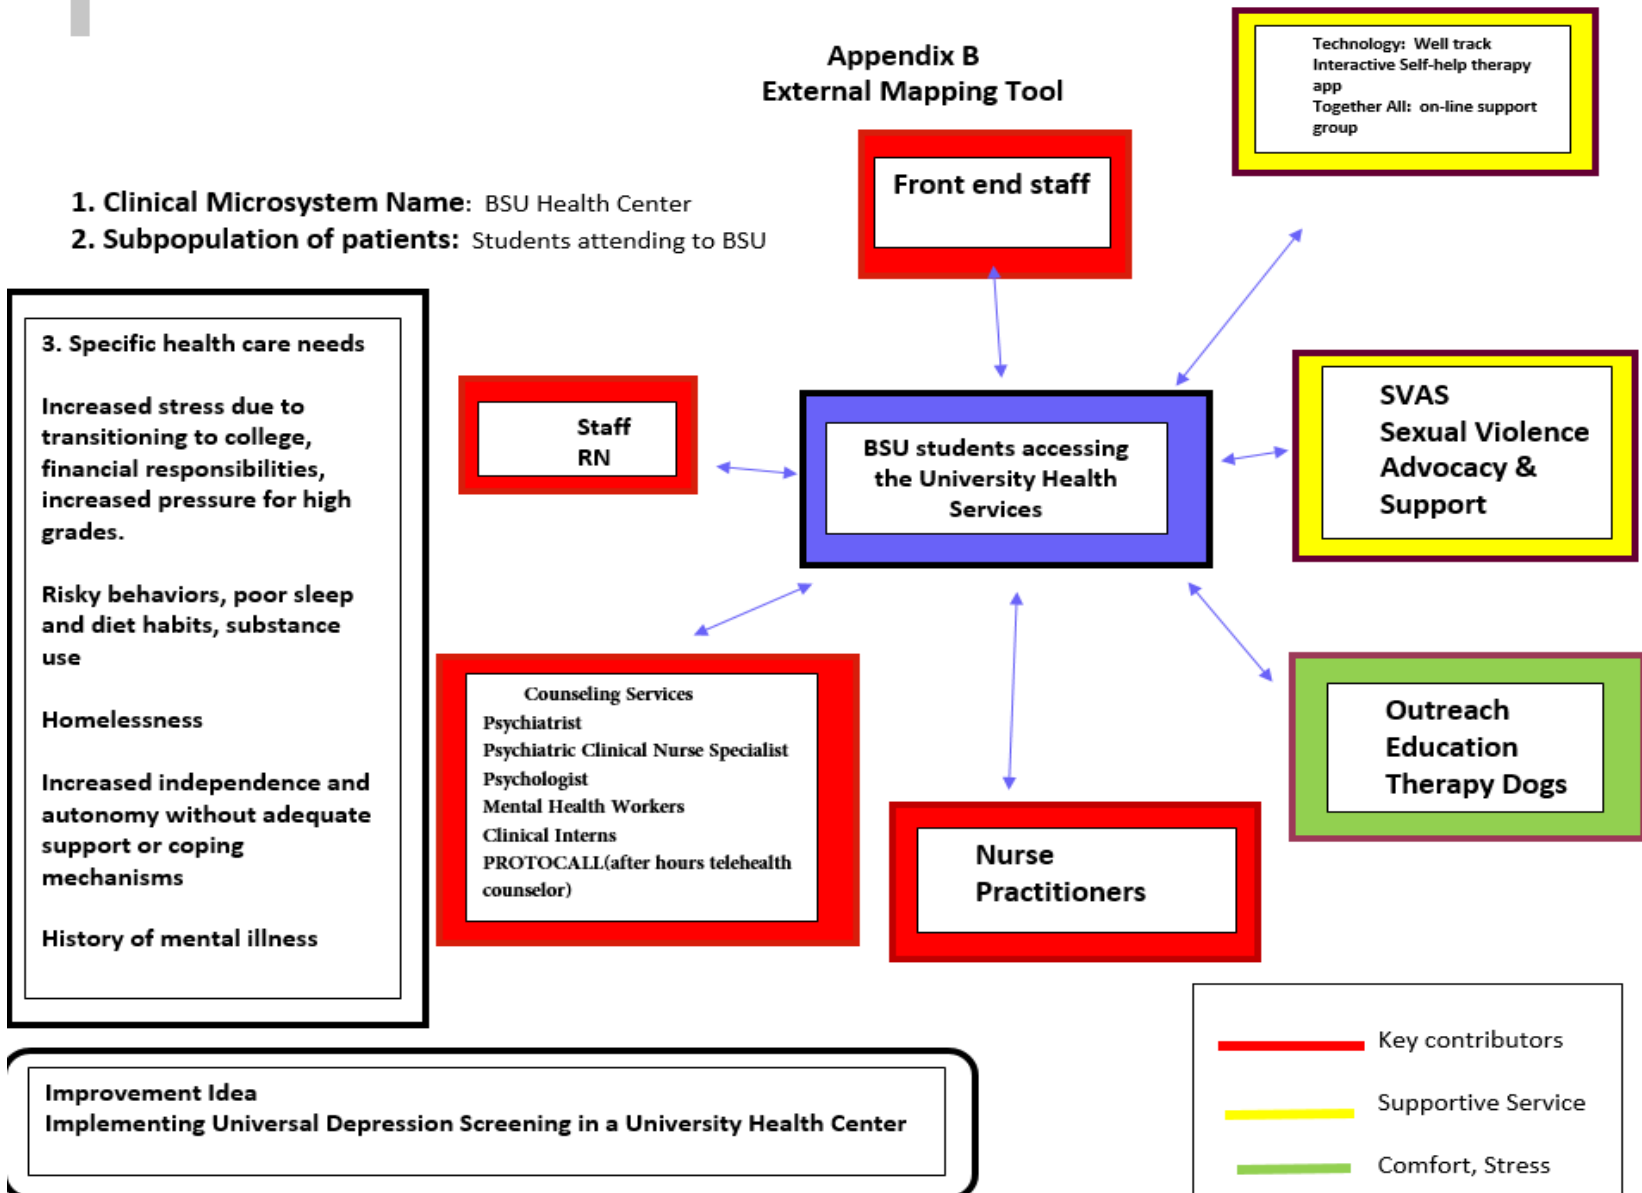 Appendix B
External Mapping Tool
Technology:  Well track
Interactive Self-help therapy
app
Together All:  on-line support
group
Front end staff
1. Clinical Microsystem Name:  BSU Health Center
2. Subpopulation of patients:  Students attending to BSU
3. Specific health care needs
Increased stress due to
transitioning to college,
financial responsibilities,
increased pressure for high
grades.
Risky behaviors, poor sleep
and diet habits, substance
use
Homelessness
Increased independence and
autonomy without adequate
support or coping
mechanisms
History of mental illness
Staff
RN
BSU students accessing
the University Health
Services
SVAS
Sexual Violence
Advocacy &
Support
Counseling Services
Psychiatrist
Psychiatric Clinical Nurse Specialist
Psychologist
Mental Health Workers
Clinical Interns
PROTOCALL(after hours telehealth
counselor)
Nurse
Practitioners
Outreach
Education
Therapy Dogs
Improvement Idea
Implementing Universal Depression Screening in a University Health Center
Key contributors
Supportive Service
Comfort, Stress